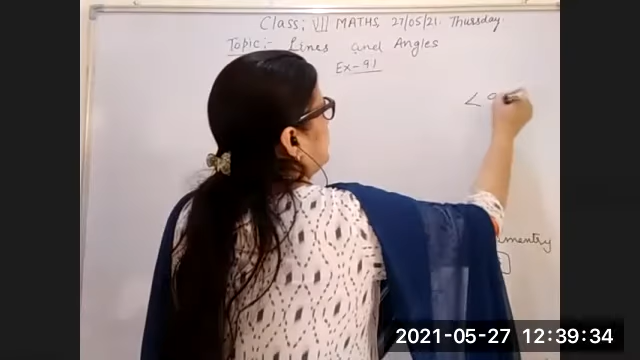 Class: VII MATHS, 27/05/21. Thursday.
Topic:- Lines and Angles
Ex-9.1
2021-05-27 12:39:34